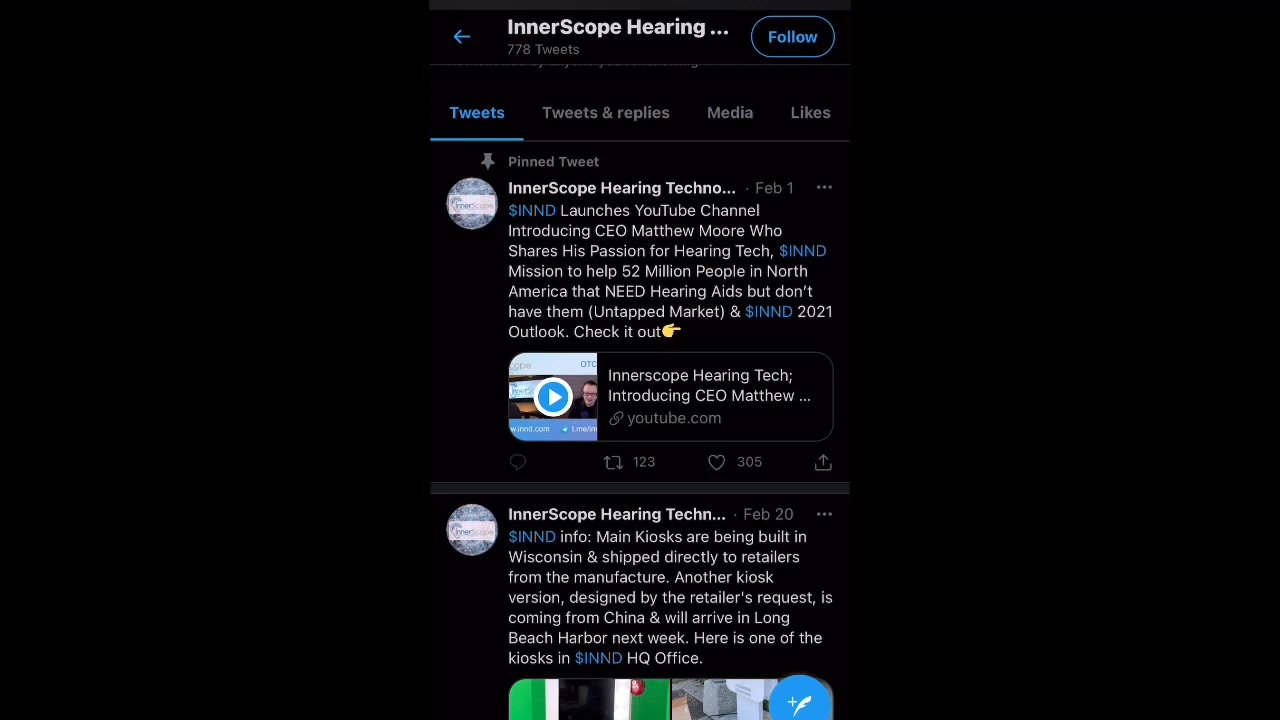 InnerScope Hearing ...
778 Tweets
Follow
Tweets
Tweets & replies
Media
Likes
Pinned Tweet
InnerScope Hearing Techno... · Feb 1
$INND Launches YouTube Channel
Introducing CEO Matthew Moore Who
Shares His Passion for Hearing Tech, $INND
Mission to help 52 Million People in North
America that NEED Hearing Aids but don't
have them (Untapped Market) & $INND 2021
Outlook. Check it out👉
cope
OTC
w.innd.com
t.me/inn
Innerscope Hearing Tech;
Introducing CEO Matthew ...
youtube.com
123
305
InnerScope Hearing Techn... · Feb 20
$INND info: Main Kiosks are being built in
Wisconsin & shipped directly to retailers
from the manufacture. Another kiosk
version, designed by the retailer's request, is
coming from China & will arrive in Long
Beach Harbor next week. Here is one of the
kiosks in $INND HQ Office.